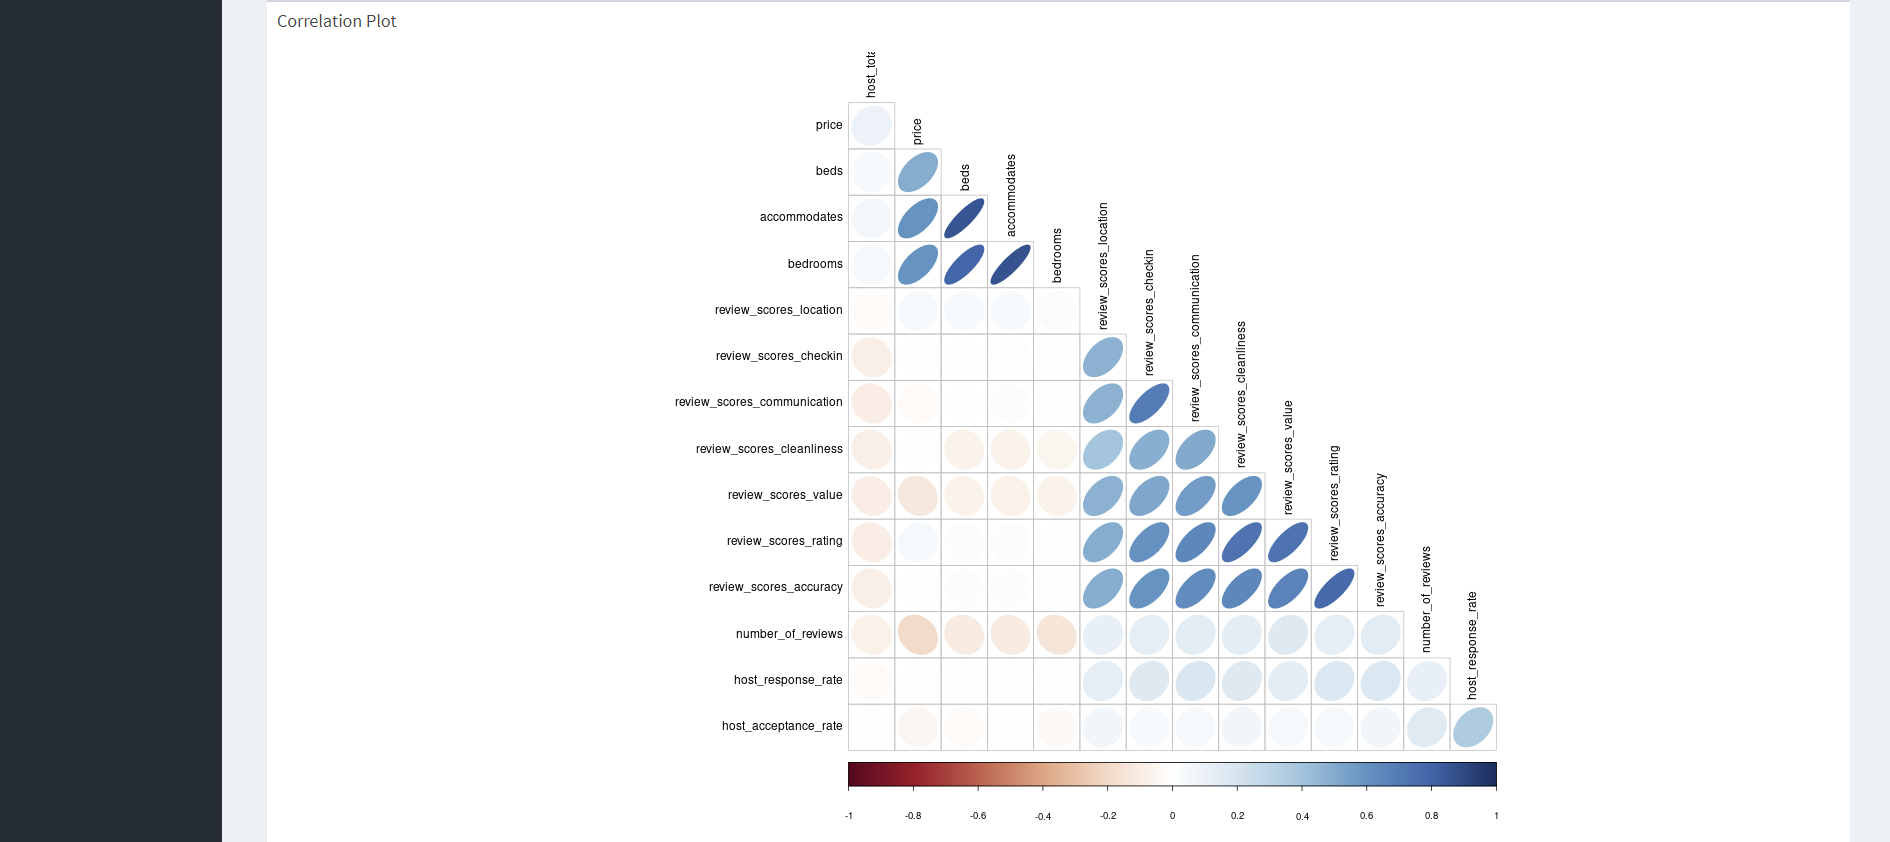 Correlation Plot
host_tota
price
price
beds
beds
accommodates
accommodates
bedrooms
bedrooms
review_scores_location
review_scores_location
review_scores_checkin
review_scores_checkin
review_scores_communication
review_scores_communication
review_scores_cleanliness
review_scores_cleanliness
review_scores_value
review_scores_value
review_scores_rating
review_scores_rating
review_scores_accuracy
review_scores_accuracy
number_of_reviews
number_of_reviews
host_response_rate
host_response_rate
host_acceptance_rate
-1 -0.8 -0.6 -0.4 -0.2 0 0.2 0.4 0.6 0.8 1